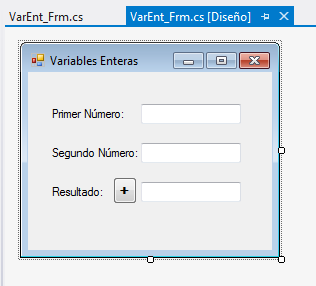 VarEnt_Frm.cs
VarEnt_Frm.cs [Diseño]
Variables Enteras
Primer Número:
Segundo Número:
Resultado: +